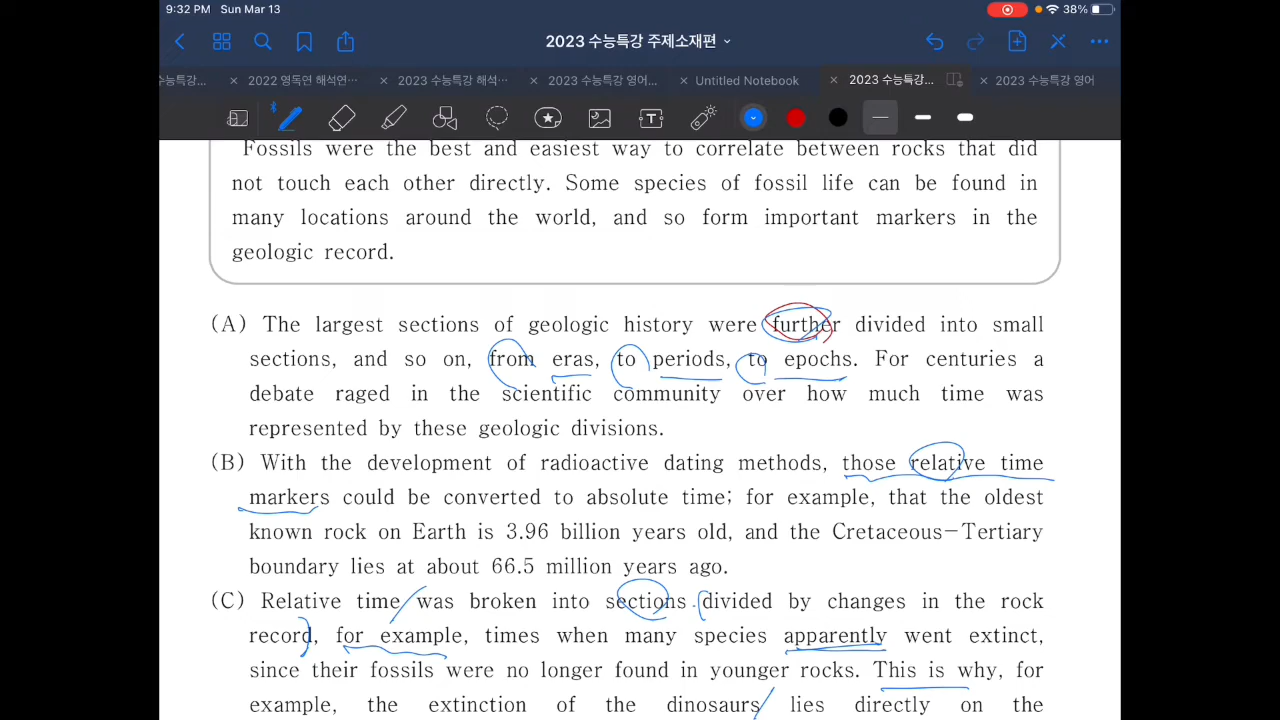 9:32 PM Sun Mar 13
38%
2023 수능특강 주제소재편
수능특강...
2022 영독연 해석연...
2023 수능특강 해석...
2023 수능특강 영어...
Untitled Notebook
2023 수능특강...
2023 수능특강 영어
Fossils were the best and easiest way to correlate between rocks that did
not touch each other directly. Some species of fossil life can be found in
many locations around the world, and so form important markers in the
geologic record.
(A) The largest sections of geologic history were further divided into small
sections, and so on, from eras, to periods, to epochs. For centuries a
debate raged in the scientific community over how much time was
represented by these geologic divisions.
(B) With the development of radioactive dating methods, those relative time
markers could be converted to absolute time; for example, that the oldest
known rock on Earth is 3.96 billion years old, and the Cretaceous-Tertiary
boundary lies at about 66.5 million years ago.
(C) Relative time was broken into sections divided by changes in the rock
record, for example, times when many species apparently went extinct,
since their fossils were no longer found in younger rocks. This is why, for
example, the extinction of the dinosaurs lies directly on the